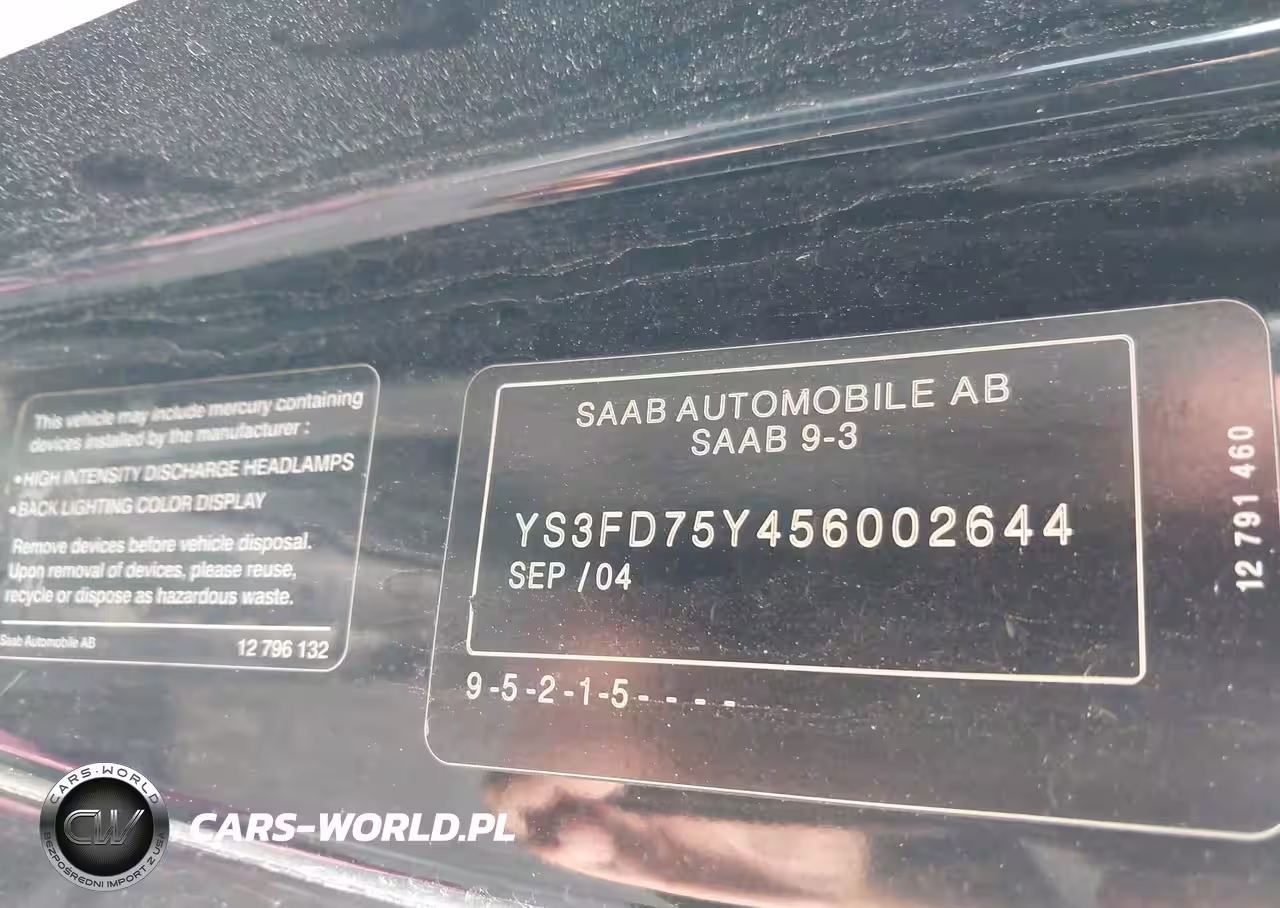 This vehicle may include mercury containing
devices installed by the manufacturer :
•HIGH INTENSITY DISCHARGE HEADLAMPS
•BACK LIGHTING COLOR DISPLAY
Remove devices before vehicle disposal.
Upon removal of devices, please reuse,
recycle or dispose as hazardous waste.
Saab Automobile AB 12 796 132
SAAB AUTOMOBILE AB
SAAB 9-3
YS3FD75Y456002644
SEP /04
9-5-2-1-5- - - -
12 791 460
CARS-WORLD
CW
BEZPOŚREDNI IMPORT Z USA
CARS-WORLD.PL